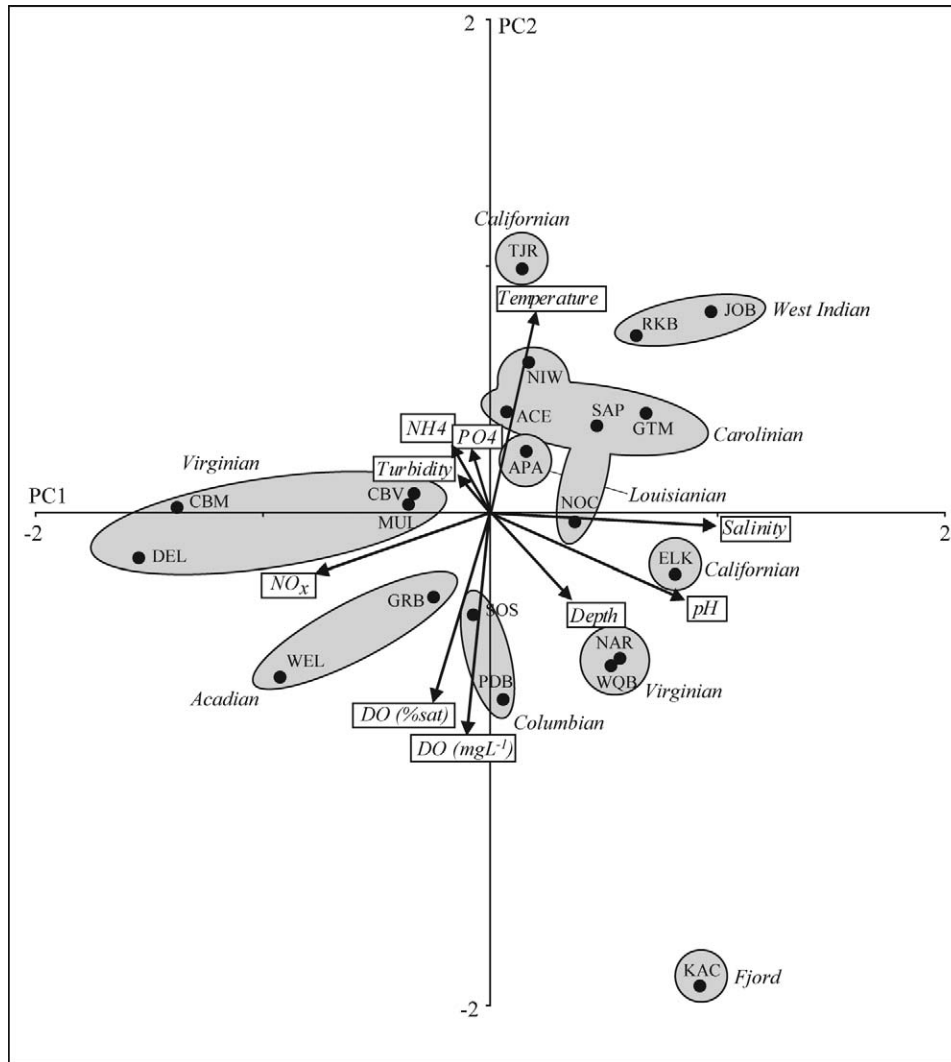 2
PC2
Californian
TJR
Temperature
JOB
West Indian
RKB
NIW
ACE
SAP
GTM
NH4
PO4
Carolinian
Virginian
Turbidity
APA
PC1
CBV
Louisianian
CBM
MUL
NOC
-2
2
Salinity
DEL
ELK
Californian
NOx
GRB
SOS
Depth
pH
WEL
NAR
PDB
WQB
Virginian
Acadian
DO (%sat)
Columbian
DO (mgL-1)
KAC
Fjord
-2